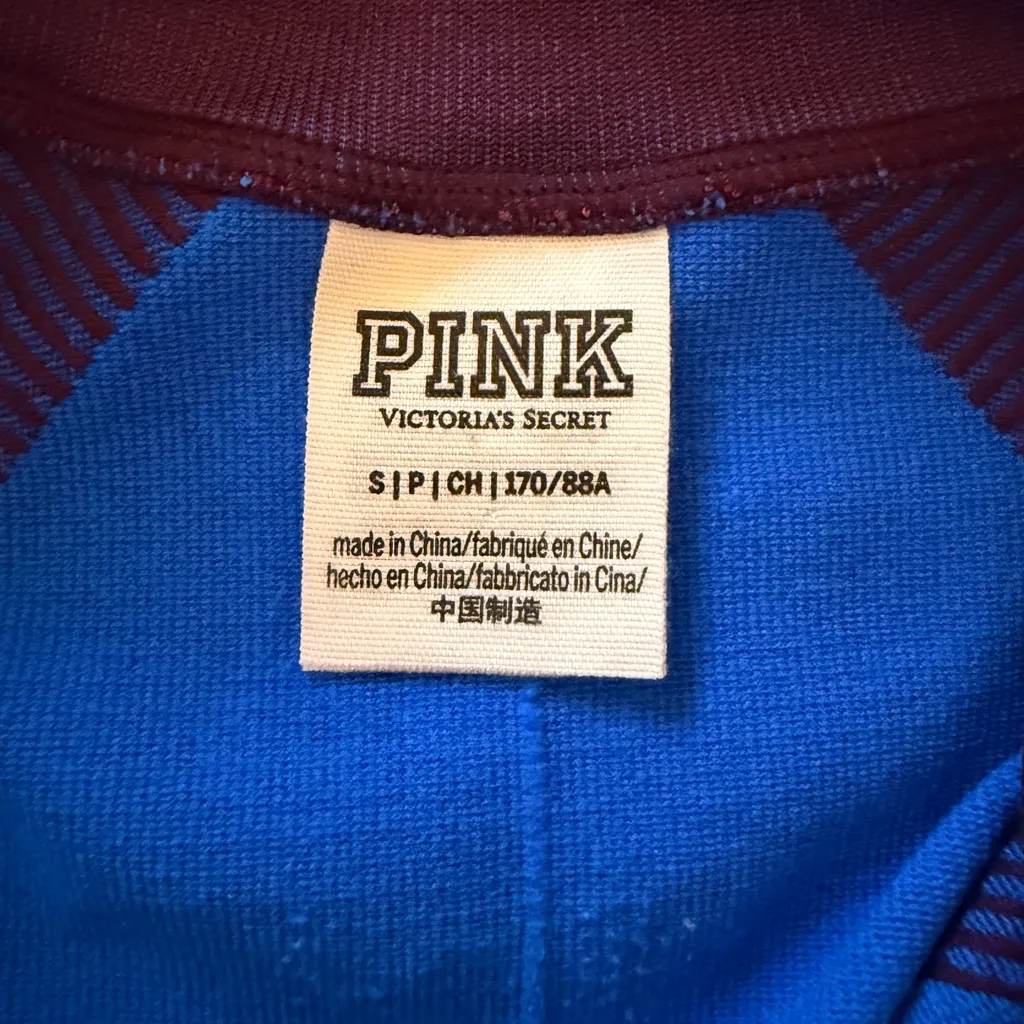 PINK
VICTORIA'S SECRET
S | P | CH | 170/88A
made in China/fabriqué en Chine/
hecho en China/fabbricato in Cina/
中国制造